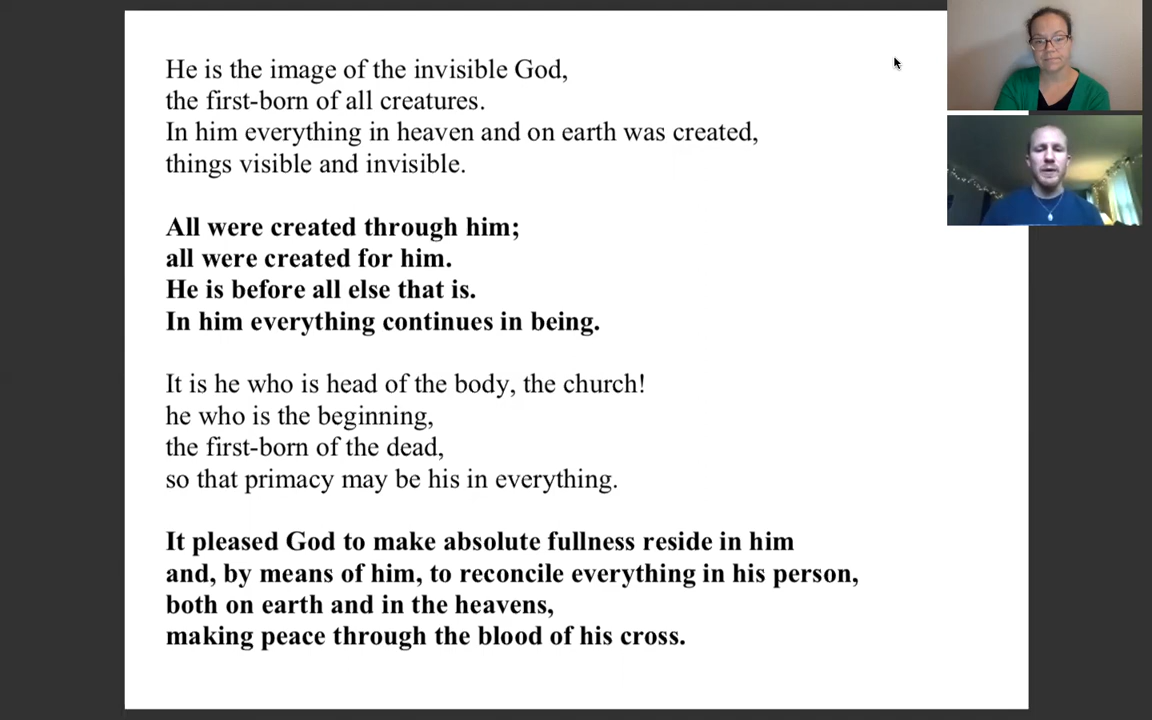 He is the image of the invisible God,
the first-born of all creatures.
In him everything in heaven and on earth was created,
things visible and invisible.
All were created through him;
all were created for him.
He is before all else that is.
In him everything continues in being.
It is he who is head of the body, the church!
he who is the beginning,
the first-born of the dead,
so that primacy may be his in everything.
It pleased God to make absolute fullness reside in him
and, by means of him, to reconcile everything in his person,
both on earth and in the heavens,
making peace through the blood of his cross.